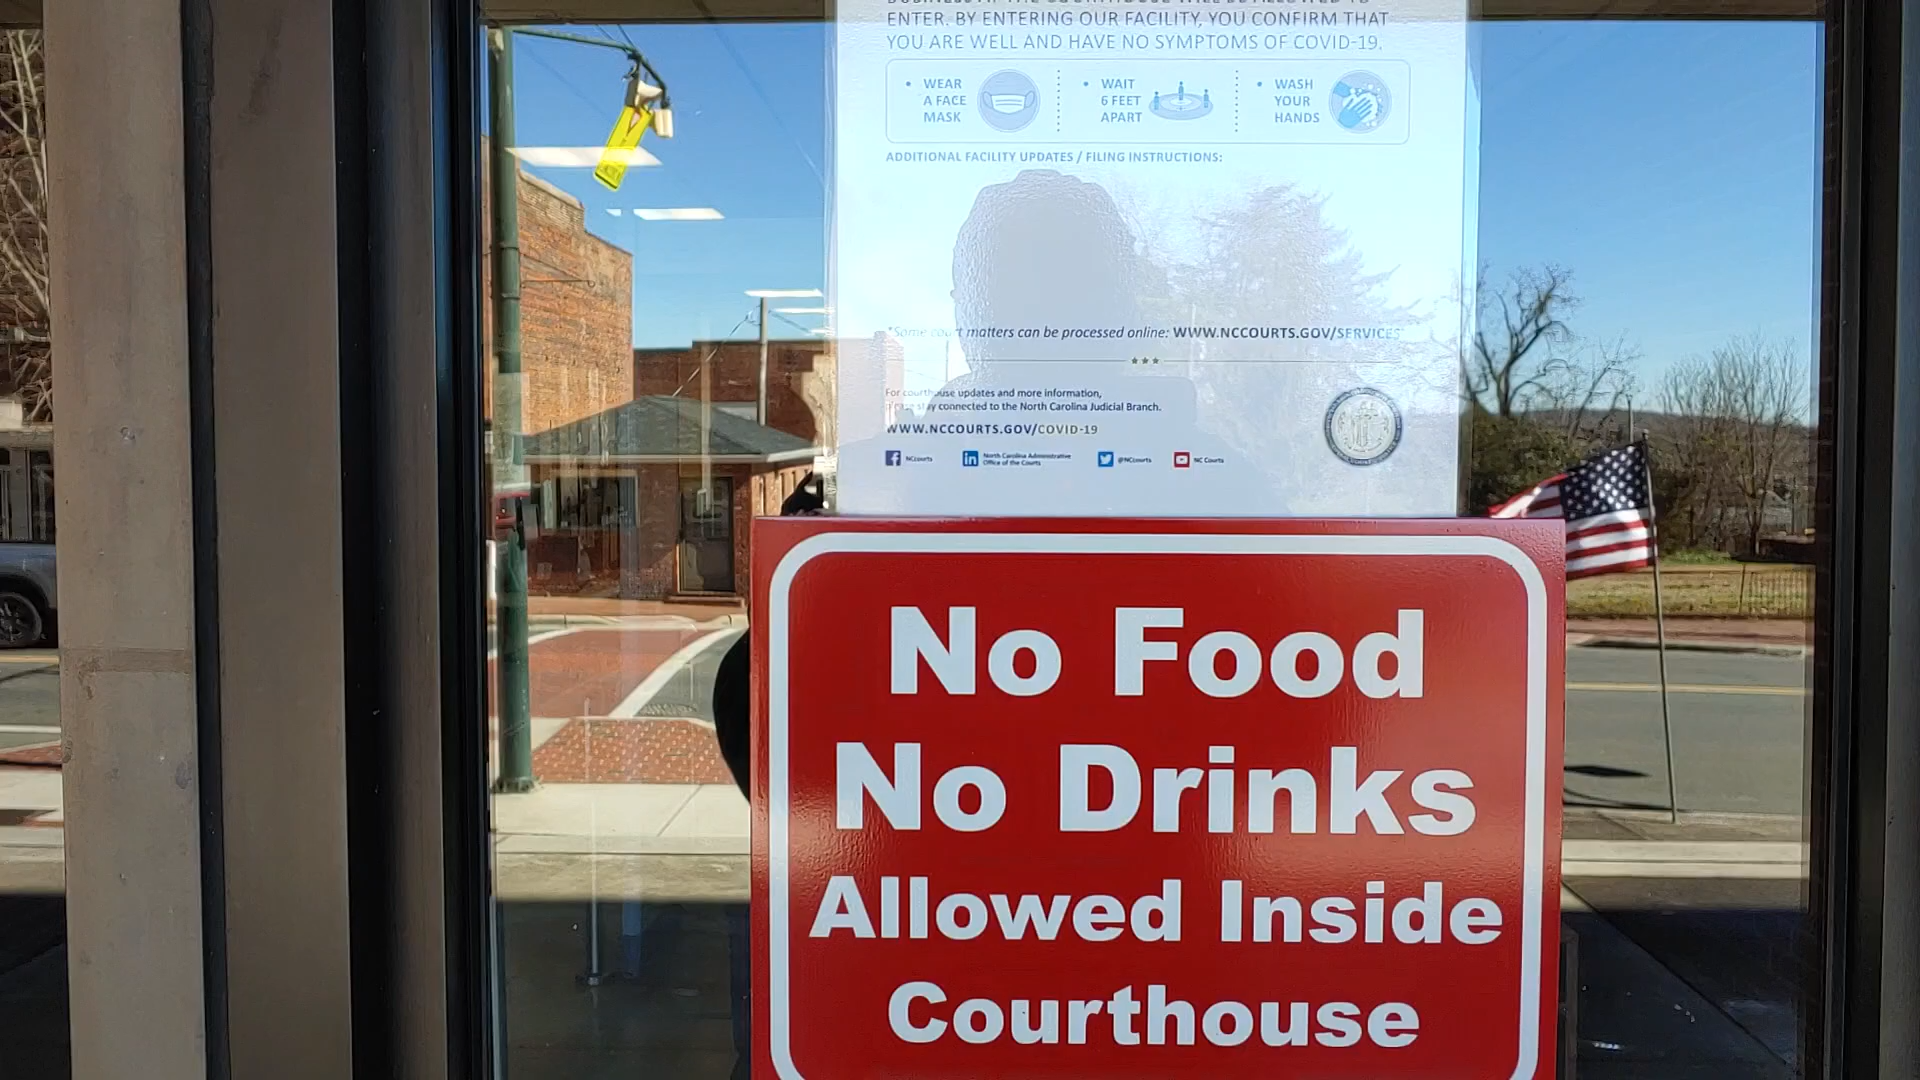 ENTER. BY ENTERING OUR FACILITY, YOU CONFIRM THAT
YOU ARE WELL AND HAVE NO SYMPTOMS OF COVID-19.
• WEAR
A FACE
MASK
• WAIT
6 FEET
APART
• WASH
YOUR
HANDS
ADDITIONAL FACILITY UPDATES / FILING INSTRUCTIONS:
*Some court matters can be processed online: WWW.NCCOURTS.GOV/SERVICES
For courthouse updates and more information,
please stay connected to the North Carolina Judicial Branch.
WWW.NCCOURTS.GOV/COVID-19
NCcourts
North Carolina Administrative
Office of the Courts
@NCcourts
NC Courts
No Food
No Drinks
Allowed Inside
Courthouse